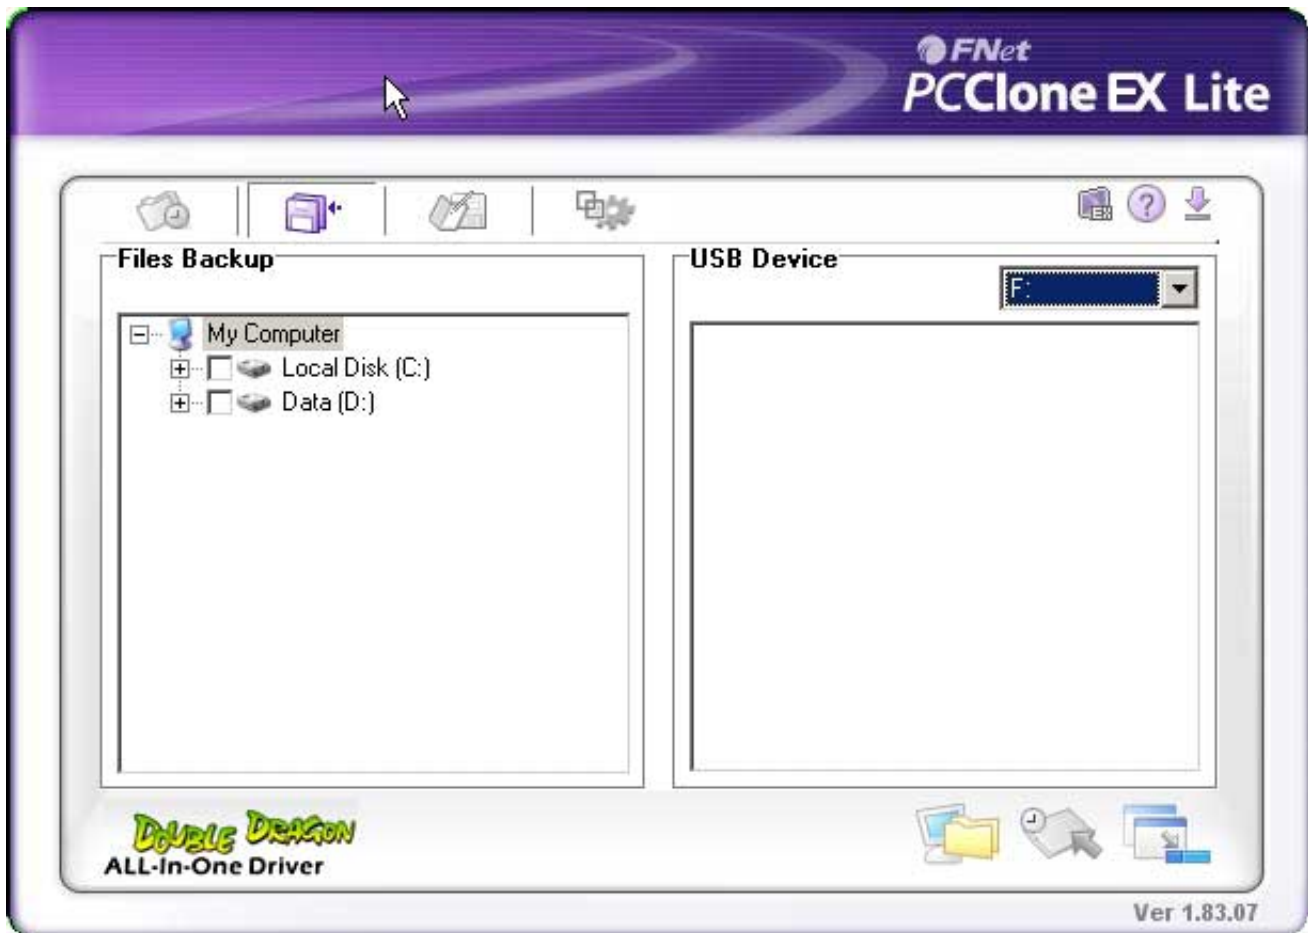 FNet
PCClone EX Lite
EX
?
Files Backup
USB Device
F:
My Computer
Local Disk (C:)
Data (D:)
DOUBLE DRAGON
ALL-In-One Driver
Ver 1.83.07